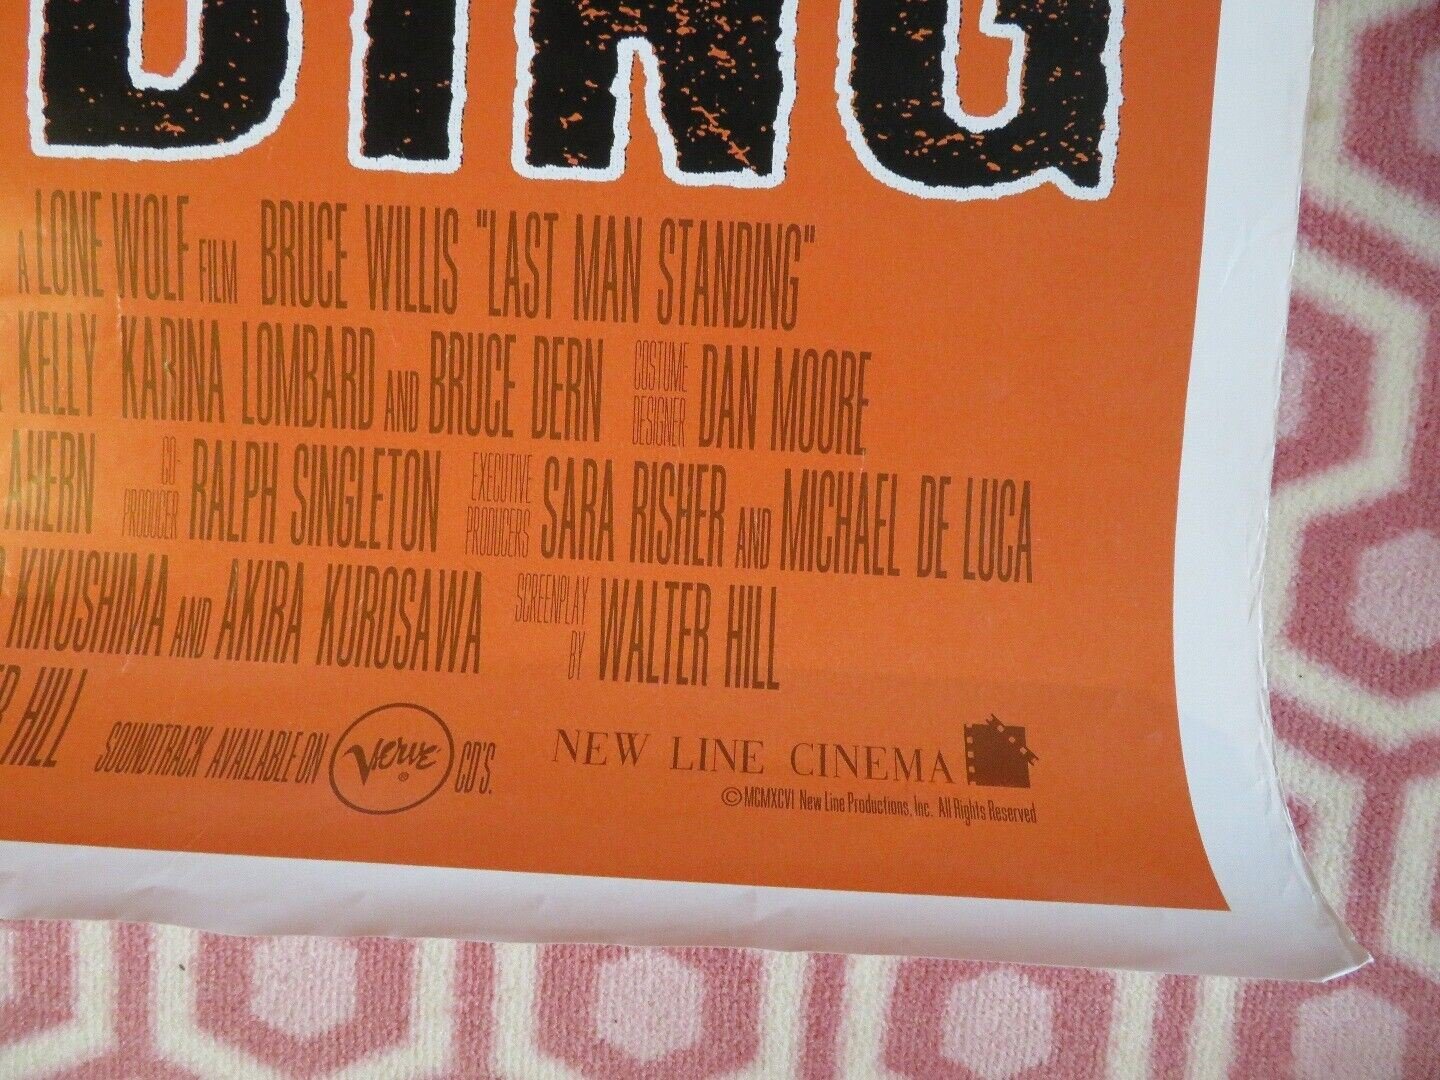 DING
A LONE WOLF FILM BRUCE WILLIS "LAST MAN STANDING"
KELLY KARINA LOMBARD AND BRUCE DERN COSTUME DESIGNER DAN MOORE
AHERN CO-PRODUCER RALPH SINGLETON EXECUTIVE PRODUCERS SARA RISHER AND MICHAEL DE LUCA
KIKUSHIMA AND AKIRA KUROSAWA SCREENPLAY BY WALTER HILL
R HILL SOUNDTRACK AVAILABLE ON Verve® CD'S. NEW LINE CINEMA
©MCMXCVI New Line Productions, Inc. All Rights Reserved